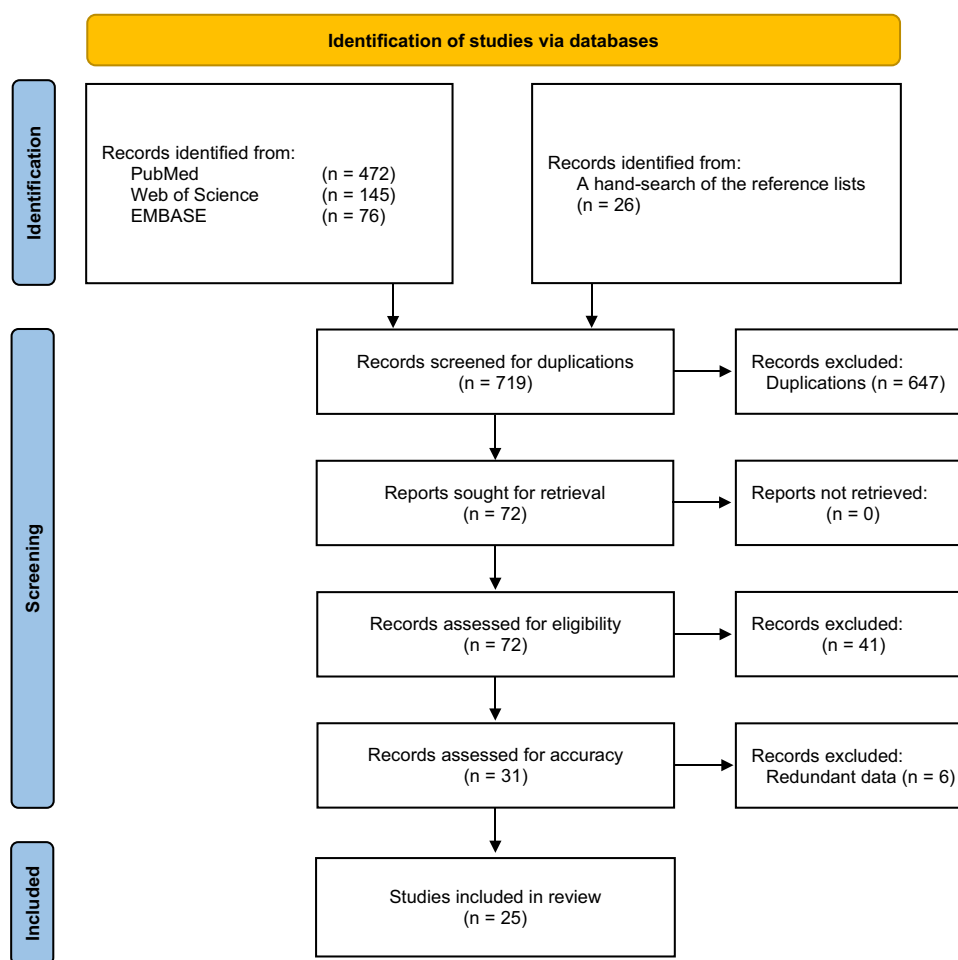 Identification of studies via databases
Identification
Records identified from:
PubMed (n = 472)
Web of Science (n = 145)
EMBASE (n = 76)
Records identified from:
A hand-search of the reference lists
(n = 26)
Screening
Records screened for duplications
(n = 719)
Records excluded:
Duplications (n = 647)
Reports sought for retrieval
(n = 72)
Reports not retrieved:
(n = 0)
Records assessed for eligibility
(n = 72)
Records excluded:
(n = 41)
Records assessed for accuracy
(n = 31)
Records excluded:
Redundant data (n = 6)
Included
Studies included in review
(n = 25)